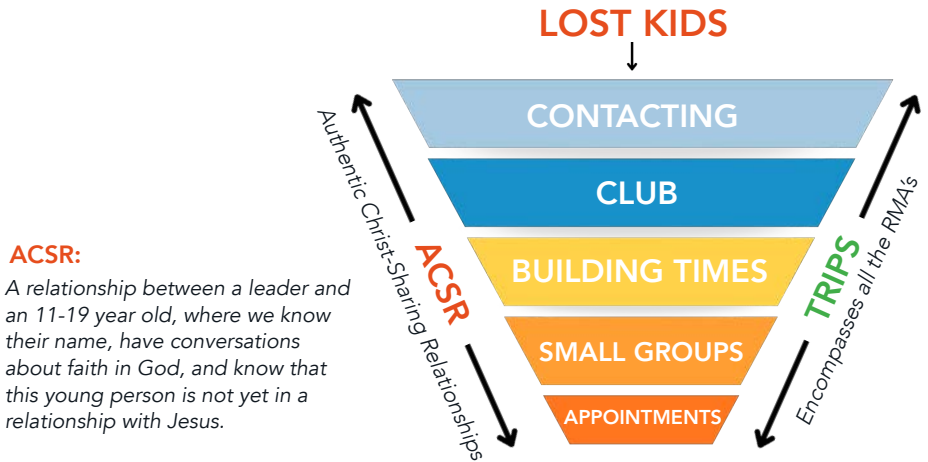 LOST KIDS
CONTACTING
CLUB
BUILDING TIMES
SMALL GROUPS
APPOINTMENTS
Authentic Christ-Sharing Relationships
ACSR
TRIPS
Encompasses all the RMA's
ACSR:
A relationship between a leader and
an 11-19 year old, where we know
their name, have conversations
about faith in God, and know that
this young person is not yet in a
relationship with Jesus.